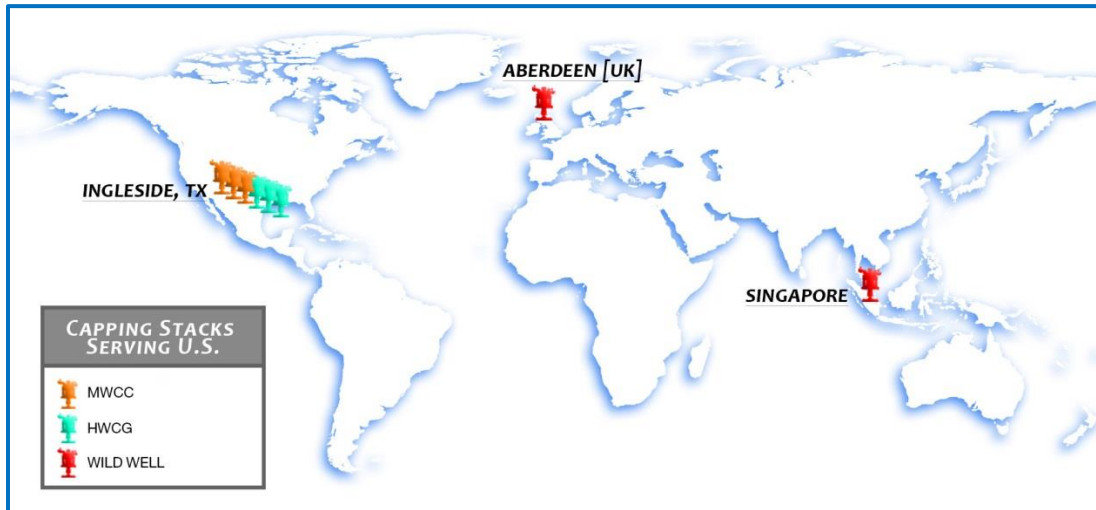 ABERDEEN [UK]
INGLESIDE, TX
SINGAPORE
CAPPING STACKS
SERVING U.S.
MWCC
HWCG
WILD WELL